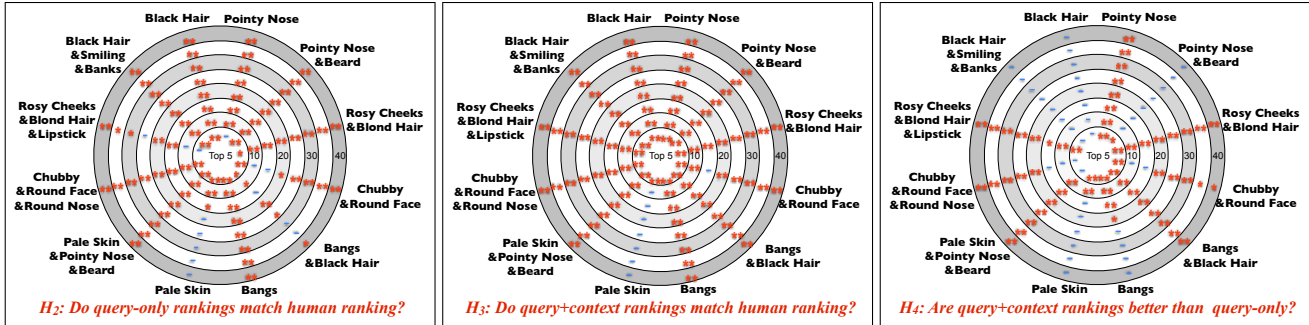 Black Hair Pointy Nose
Black Hair
&Smiling
&Banks
Pointy Nose
&Beard
Rosy Cheeks
&Blond Hair
&Lipstick
Rosy Cheeks
&Blond Hair
Top 5 10 20 30 40
Chubby
&Round Face
&Round Nose
Chubby
&Round Face
Pale Skin
&Pointy Nose
&Beard
Bangs
&Black Hair
Pale Skin Bangs
H2: Do query-only rankings match human ranking?
Black Hair Pointy Nose
Black Hair
&Smiling
&Banks
Pointy Nose
&Beard
Rosy Cheeks
&Blond Hair
&Lipstick
Rosy Cheeks
&Blond Hair
Top 5 10 20 30 40
Chubby
&Round Face
&Round Nose
Chubby
&Round Face
Pale Skin
&Pointy Nose
&Beard
Bangs
&Black Hair
Pale Skin Bangs
H3: Do query+context rankings match human ranking?
Black Hair Pointy Nose
Black Hair
&Smiling
&Banks
Pointy Nose
&Beard
Rosy Cheeks
&Blond Hair
&Lipstick
Rosy Cheeks
&Blond Hair
Top 5 10 20 30 40
Chubby
&Round Face
&Round Nose
Chubby
&Round Face
Pale Skin
&Pointy Nose
&Beard
Bangs
&Black Hair
Pale Skin Bangs
H4: Are query+context rankings better than query-only?